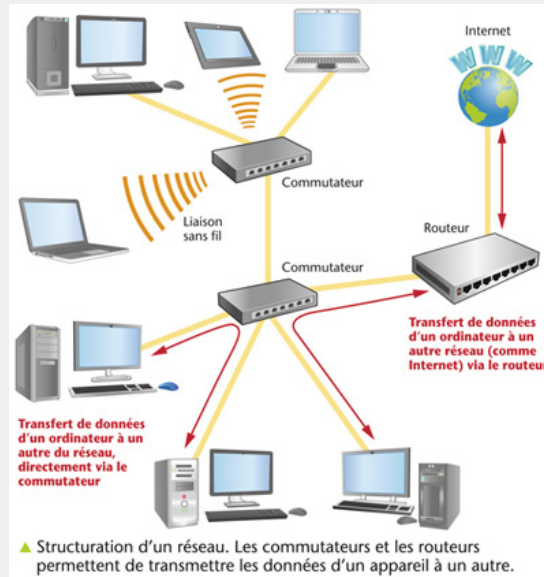 Internet
WWW
Commutateur
Liaison
sans fil
Routeur
Commutateur
Transfert de données
d'un ordinateur à un
autre réseau (comme
Internet) via le routeur
Transfert de données
d'un ordinateur à un
autre du réseau,
directement via le
commutateur
▲ Structuration d'un réseau. Les commutateurs et les routeurs
permettent de transmettre les données d'un appareil à un autre.